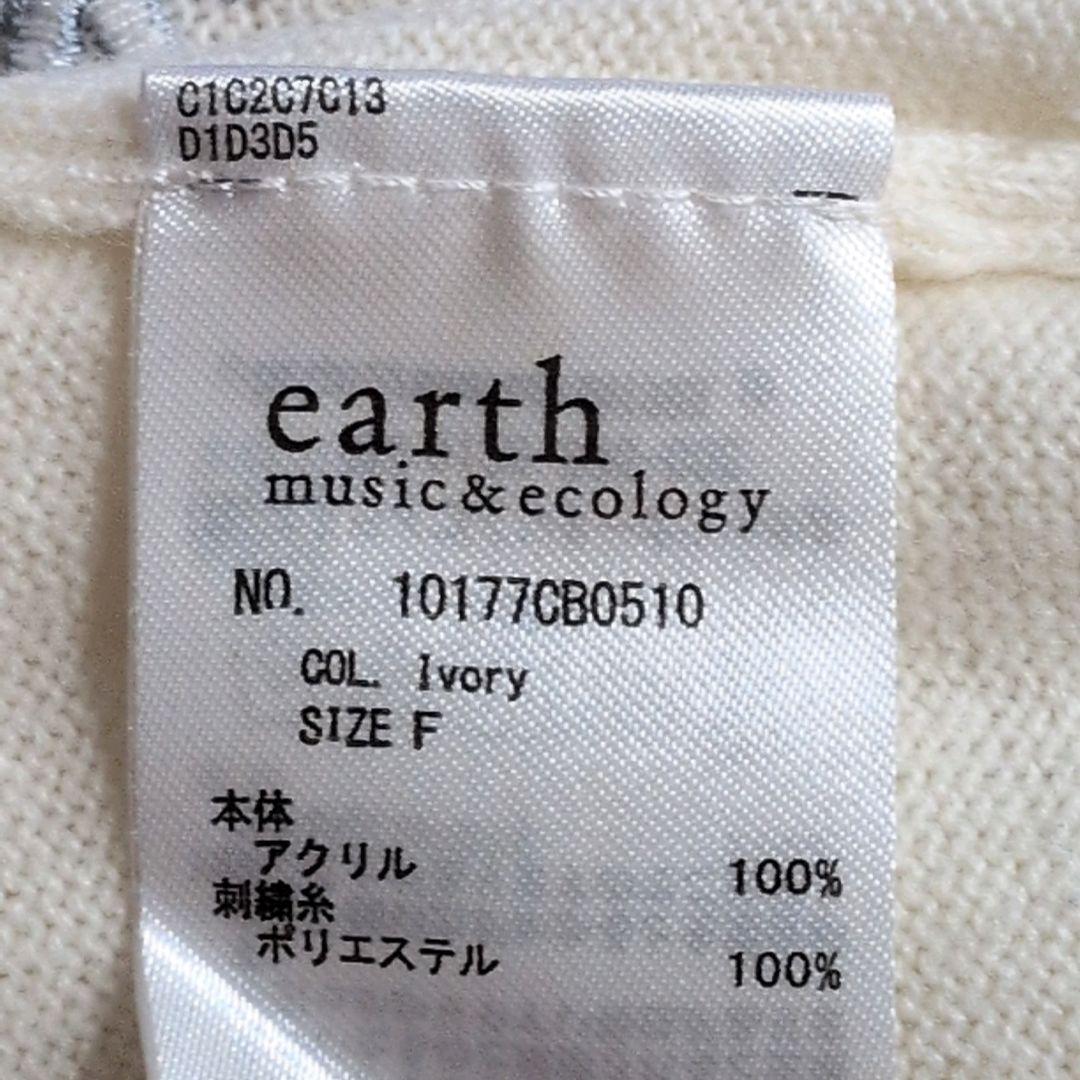 C1C2C7C13
D1D3D5
earth
music&ecology
NO. 10177CB0510
COL. Ivory
SIZE F
本体
アクリル 100%
刺繍糸
ポリエステル 100%